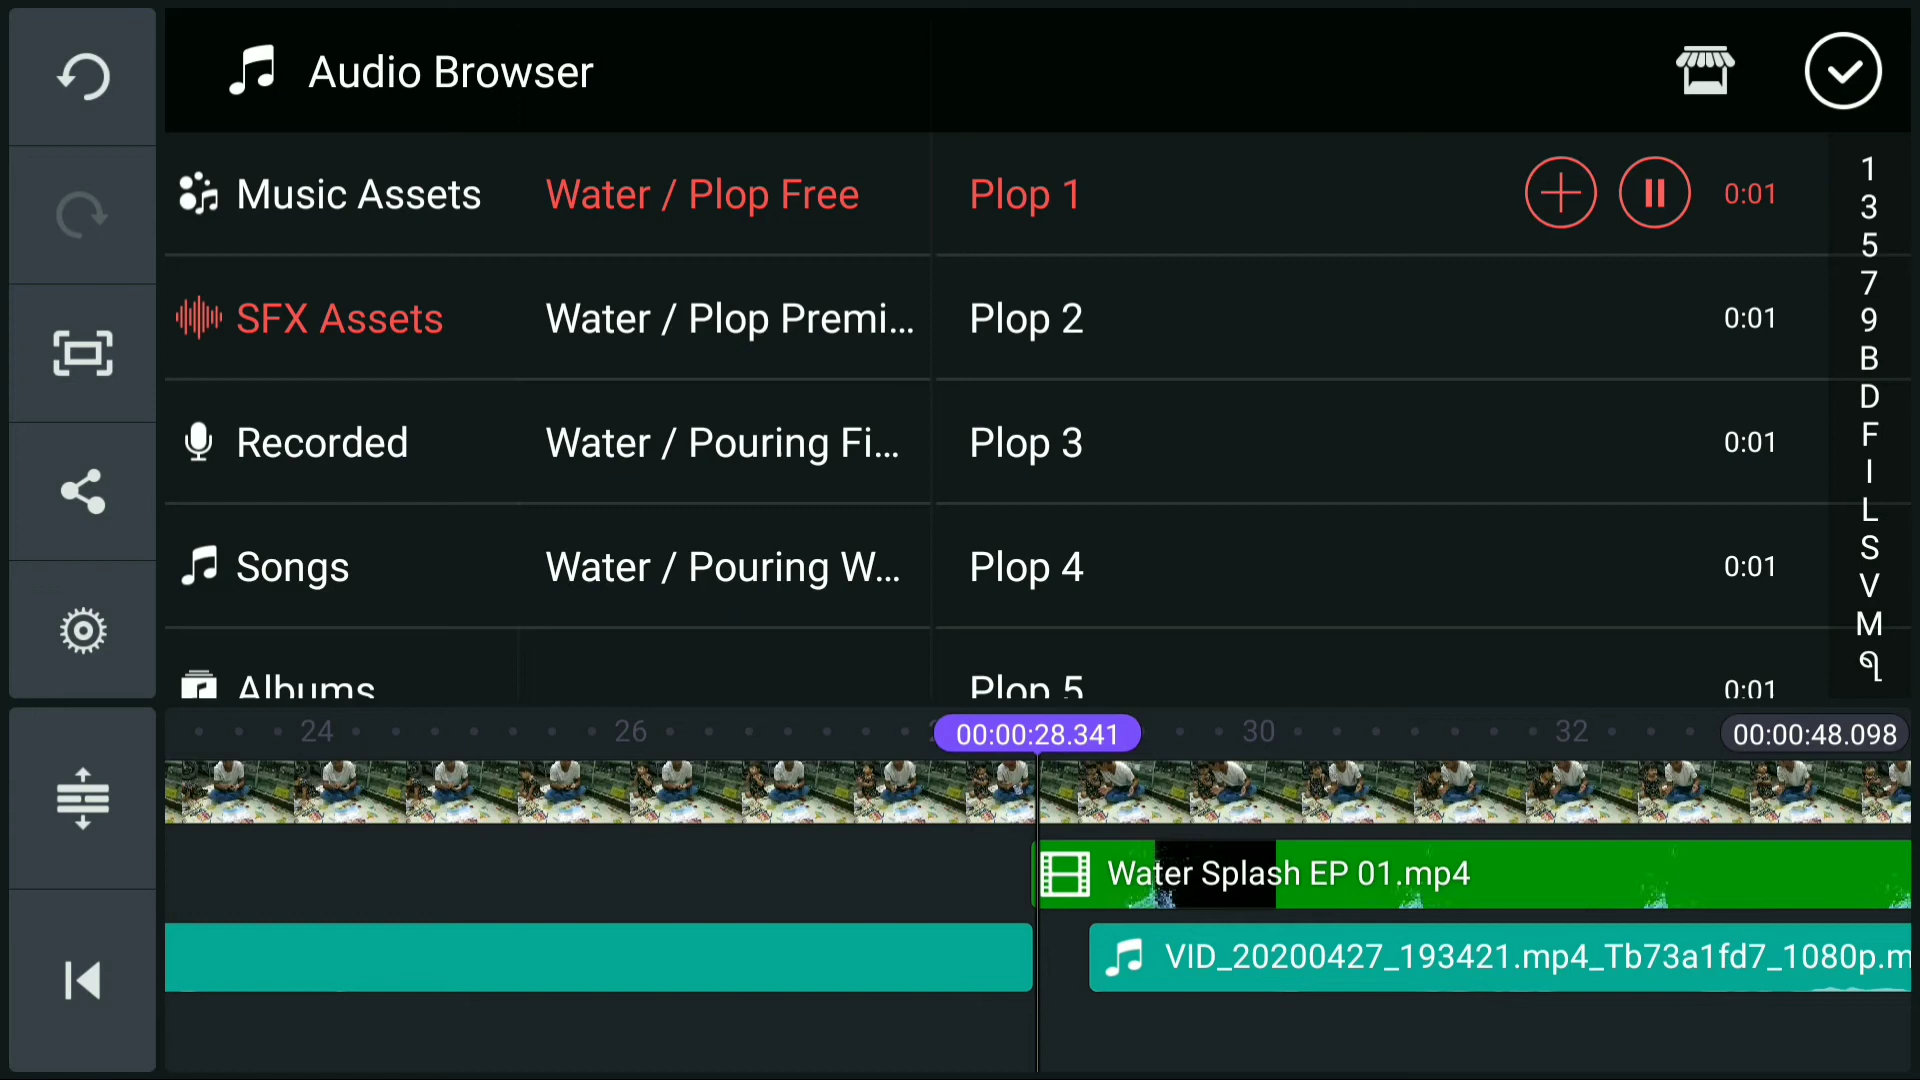 Audio Browser
Music Assets
Water / Plop Free
Plop 1
0:01
SFX Assets
Water / Plop Premi...
Plop 2
0:01
Recorded
Water / Pouring Fi...
Plop 3
0:01
Songs
Water / Pouring W...
Plop 4
0:01
Albums
Plop 5
0:01
1
3
5
7
9
B
D
F
I
L
S
V
M
24
26
00:00:28.341
30
32
00:00:48.098
Water Splash EP 01.mp4
VID_20200427_193421.mp4_Tb73a1fd7_1080p.m